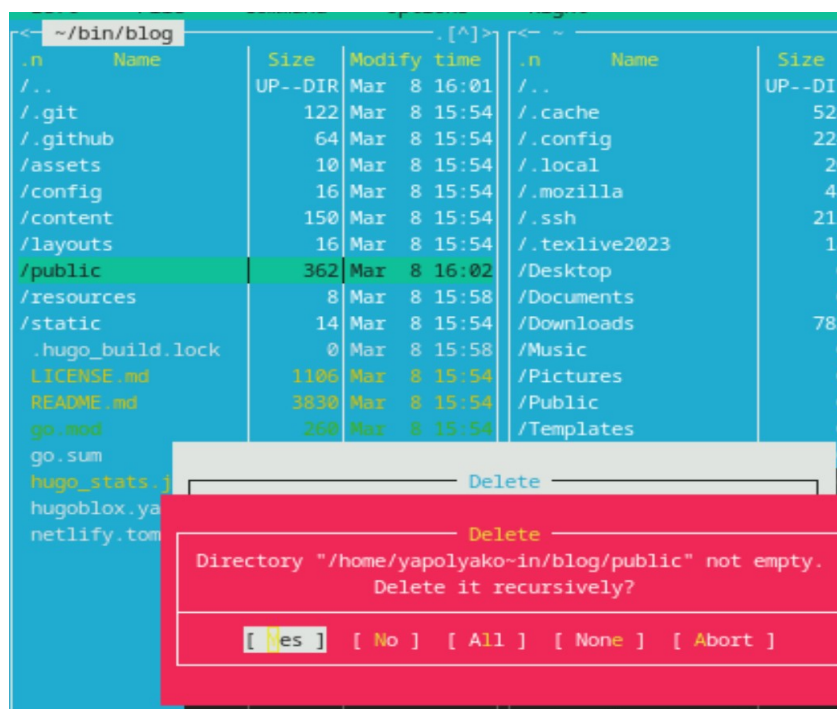 Left File Command Options Right
<─ ~/bin/blog .[^]> <─ ~
.n Name Size Modify time .n Name Size
/.. UP--DIR Mar 8 16:01 /.. UP--DI
/.git 122 Mar 8 15:54 /.cache 52
/.github 64 Mar 8 15:54 /.config 22
/assets 10 Mar 8 15:54 /.local 2
/config 16 Mar 8 15:54 /.mozilla 4
/content 150 Mar 8 15:54 /.ssh 21
/layouts 16 Mar 8 15:54 /.texlive2023 1
/public 362 Mar 8 16:02 /Desktop
/resources 8 Mar 8 15:58 /Documents
/static 14 Mar 8 15:54 /Downloads 78
.hugo_build.lock 0 Mar 8 15:58 /Music
LICENSE.md 1106 Mar 8 15:54 /Pictures
README.md 3830 Mar 8 15:54 /Public
go.mod 260 Mar 8 15:54 /Templates
go.sum
hugo_stats.j Delete
hugoblox.ya
netlify.tom Delete
Directory "/home/yapolyako~in/blog/public" not empty.
Delete it recursively?
[ Yes ] [ No ] [ All ] [ None ] [ Abort ]